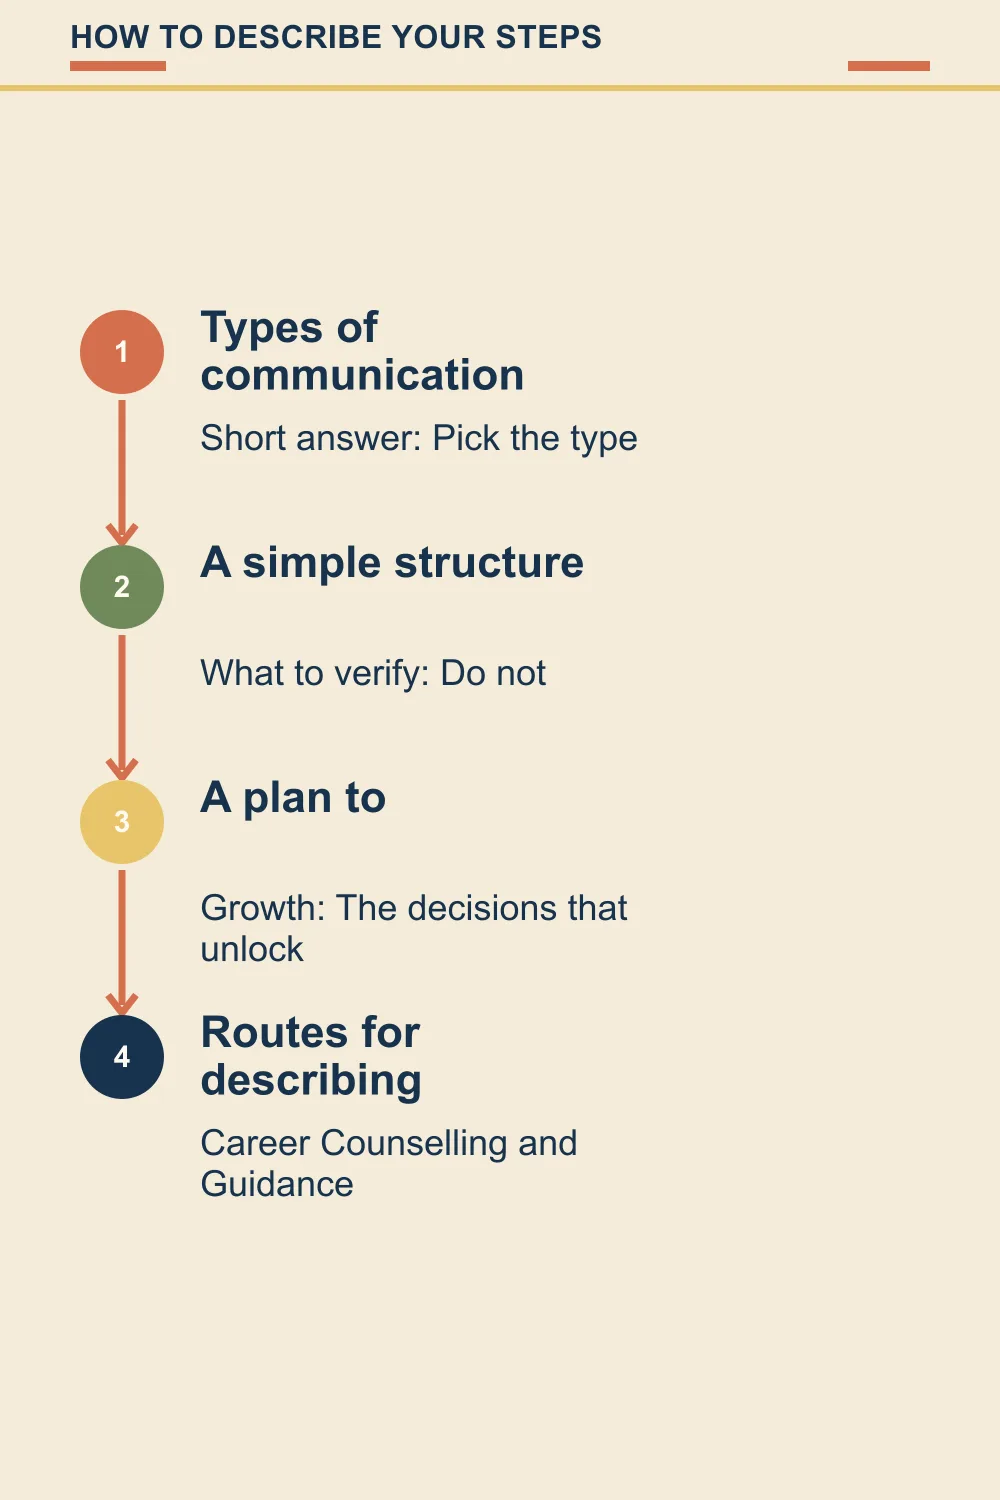 HOW TO DESCRIBE YOUR STEPS
1
Types of
communication
Short answer: Pick the type
2
A simple structure
What to verify: Do not
3
A plan to
Growth: The decisions that
unlock
4
Routes for
describing
Career Counselling and
Guidance